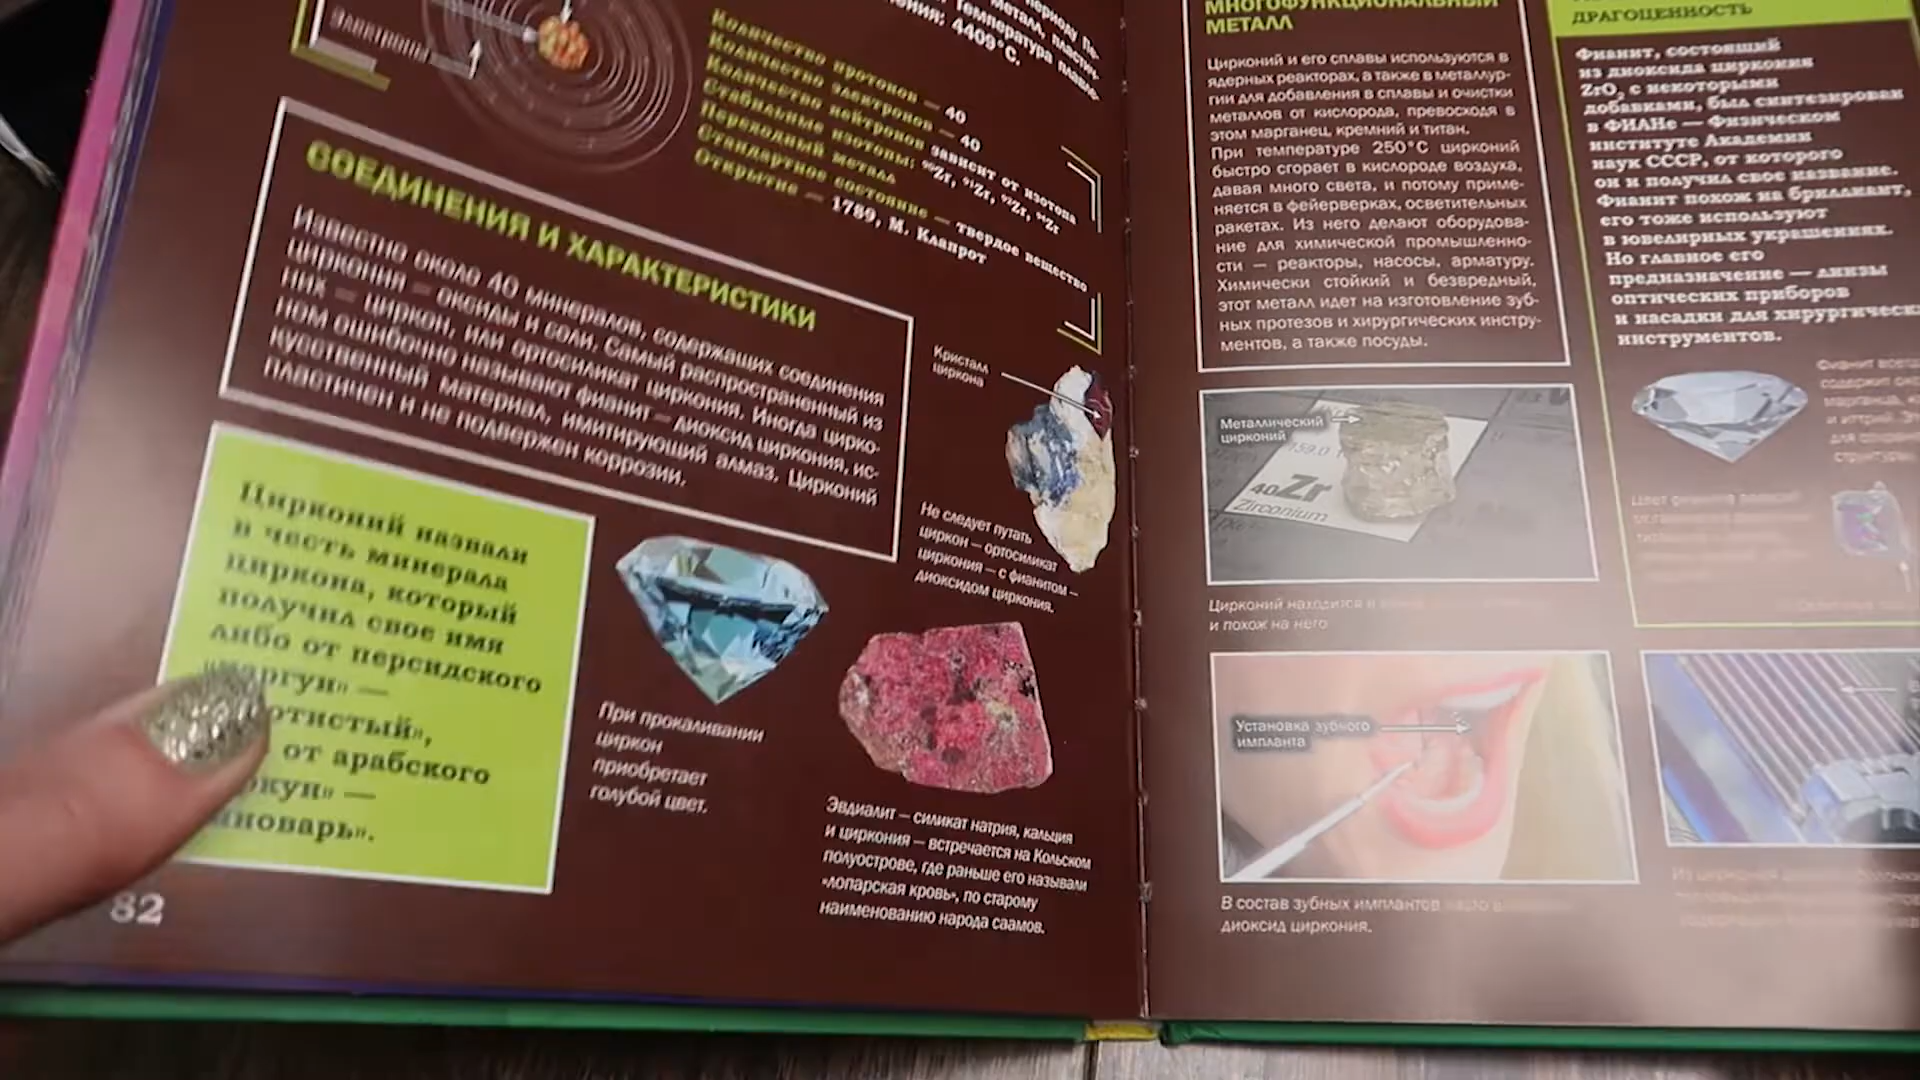 Электроны
4409°C.
Количество протонов — 40
Количество электронов — 40
Количество нейтронов зависит от изотопа
Стабильные изотопы: ⁹⁰Zr, ⁹¹Zr, ⁹²Zr, ⁹⁴Zr
Переходный металл
Стандартное состояние — твердое вещество
Открытие — 1789, М. Клапрот
СОЕДИНЕНИЯ И ХАРАКТЕРИСТИКИ
Известно около 40 минералов, содержащих соединения
циркония – оксиды и соли. Самый распространенный из
них – циркон, или ортосиликат циркония. Иногда цирко-
ном ошибочно называют фианит – диоксид циркония, ис-
кусственный материал, имитирующий алмаз. Цирконий
пластичен и не подвержен коррозии.
Цирконий назвали
в честь минерала
циркона, который
получил свое имя
либо от персидского
—
от арабского
—
82
При прокаливании
циркон
приобретает
голубой цвет.
Кристалл
циркона
Не следует путать
циркон – ортосиликат
циркония – с фианитом –
диоксидом циркония.
Эвдиалит – силикат натрия, кальция
и циркония – встречается на Кольском
полуострове, где раньше его называли
«лопарская кровь», по старому
наименованию народа саамов.
МНОГОФУНКЦИОНАЛЬНЫЙ
МЕТАЛЛ
Цирконий и его сплавы используются в
ядерных реакторах, а также в металлур-
гии для добавления в сплавы и очистки
металлов от кислорода, превосходя в
этом марганец, кремний и титан.
При температуре 250°C цирконий
быстро сгорает в кислороде воздуха,
давая много света, и потому приме-
няется в фейерверках, осветительных
ракетах. Из него делают оборудова-
ние для химической промышленно-
сти — реакторы, насосы, арматуру.
Химически стойкий и безвредный,
этот металл идет на изготовление зуб-
ных протезов и хирургических инстру-
ментов, а также посуды.
Металлический
цирконий
159.0
40Zr
Zirconium
Цирконий находится в
и похож на него
Установка зубного
импланта
В состав зубных имплантов
диоксид циркония.
ДРАГОЦЕННОСТЬ
Фианит, состоящий
из диоксида циркония
ZrO₂ с некоторыми
добавками, был синтезирован
в ФИАНе — Физическом
институте Академии
наук СССР, от которого
он и получил свое название.
Фианит похож на бриллиант,
его тоже используют
в ювелирных украшениях.
Но главное его
предназначение — линзы
оптических приборов
и насадки для хирургических
инструментов.